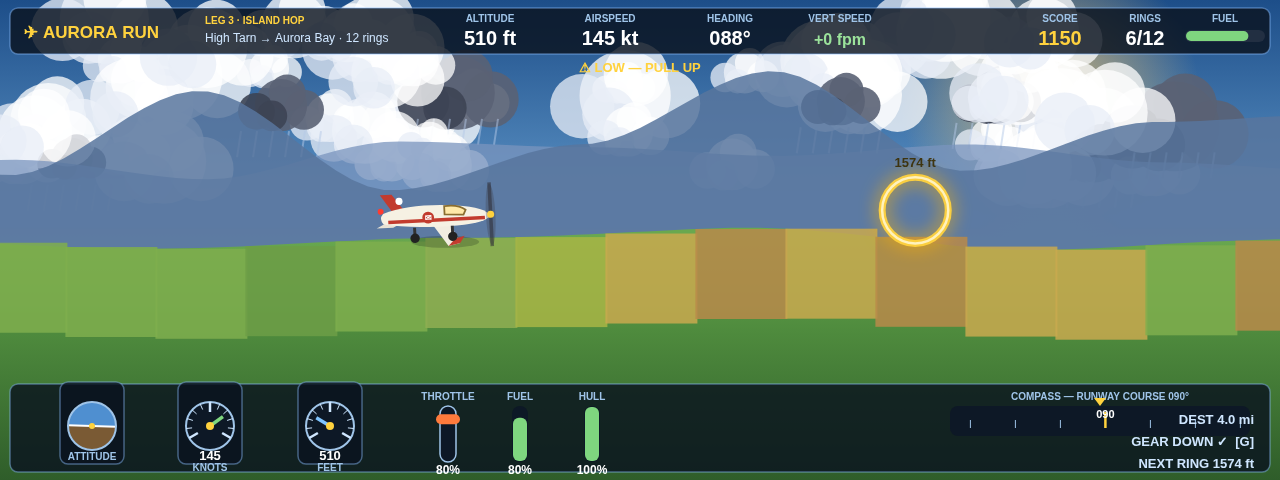 ✈ AURORA RUN
LEG 3 · ISLAND HOP
High Tarn → Aurora Bay · 12 rings
ALTITUDE
510 ft
AIRSPEED
145 kt
HEADING
088°
VERT SPEED
+0 fpm
SCORE
1150
RINGS
6/12
FUEL
⚠ LOW — PULL UP
1574 ft
ATTITUDE
145
KNOTS
510
FEET
THROTTLE
80%
FUEL
80%
HULL
100%
COMPASS — RUNWAY COURSE 090°
090
DEST 4.0 mi
GEAR DOWN ✓ [G]
NEXT RING 1574 ft